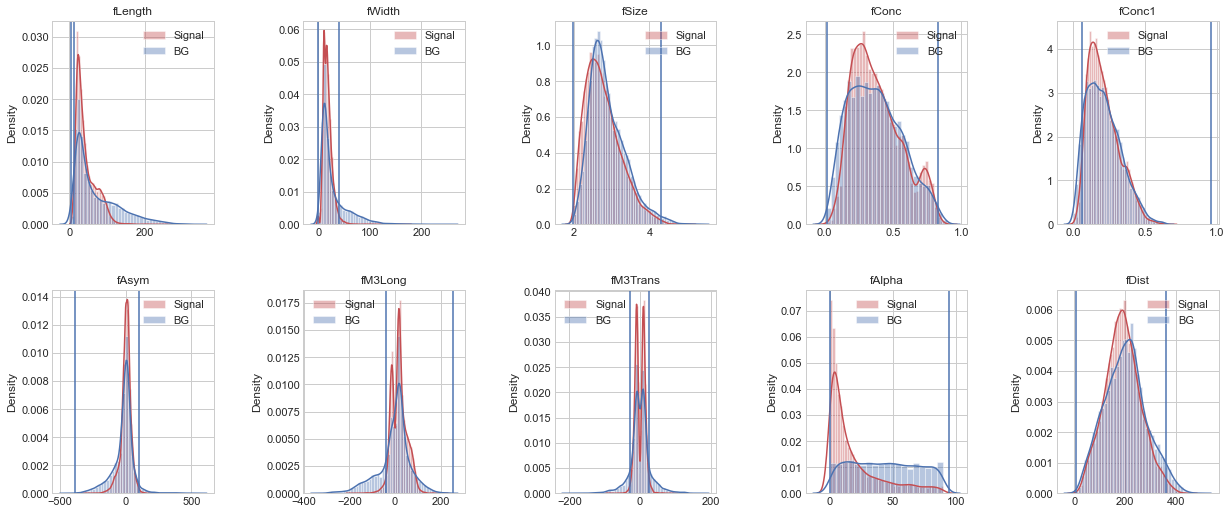 fLength
Density
0.030
0.025
0.020
0.015
0.010
0.005
0.000
0
200
Signal
BG
fWidth
Density
0.06
0.05
0.04
0.03
0.02
0.01
0.00
0
100
200
Signal
BG
fSize
Density
1.0
0.8
0.6
0.4
0.2
0.0
2
4
Signal
BG
fConc
Density
2.5
2.0
1.5
1.0
0.5
0.0
0.0
0.5
1.0
Signal
BG
fConc1
Density
4
3
2
1
0
0.0
0.5
1.0
Signal
BG
fAsym
Density
0.014
0.012
0.010
0.008
0.006
0.004
0.002
0.000
−500
0
500
Signal
BG
fM3Long
Density
0.0175
0.0150
0.0125
0.0100
0.0075
0.0050
0.0025
0.0000
−400
−200
0
200
Signal
BG
fM3Trans
Density
0.040
0.035
0.030
0.025
0.020
0.015
0.010
0.005
0.000
−200
0
200
Signal
BG
fAlpha
Density
0.07
0.06
0.05
0.04
0.03
0.02
0.01
0.00
0
50
100
Signal
BG
fDist
Density
0.006
0.005
0.004
0.003
0.002
0.001
0.000
0
200
400
Signal
BG